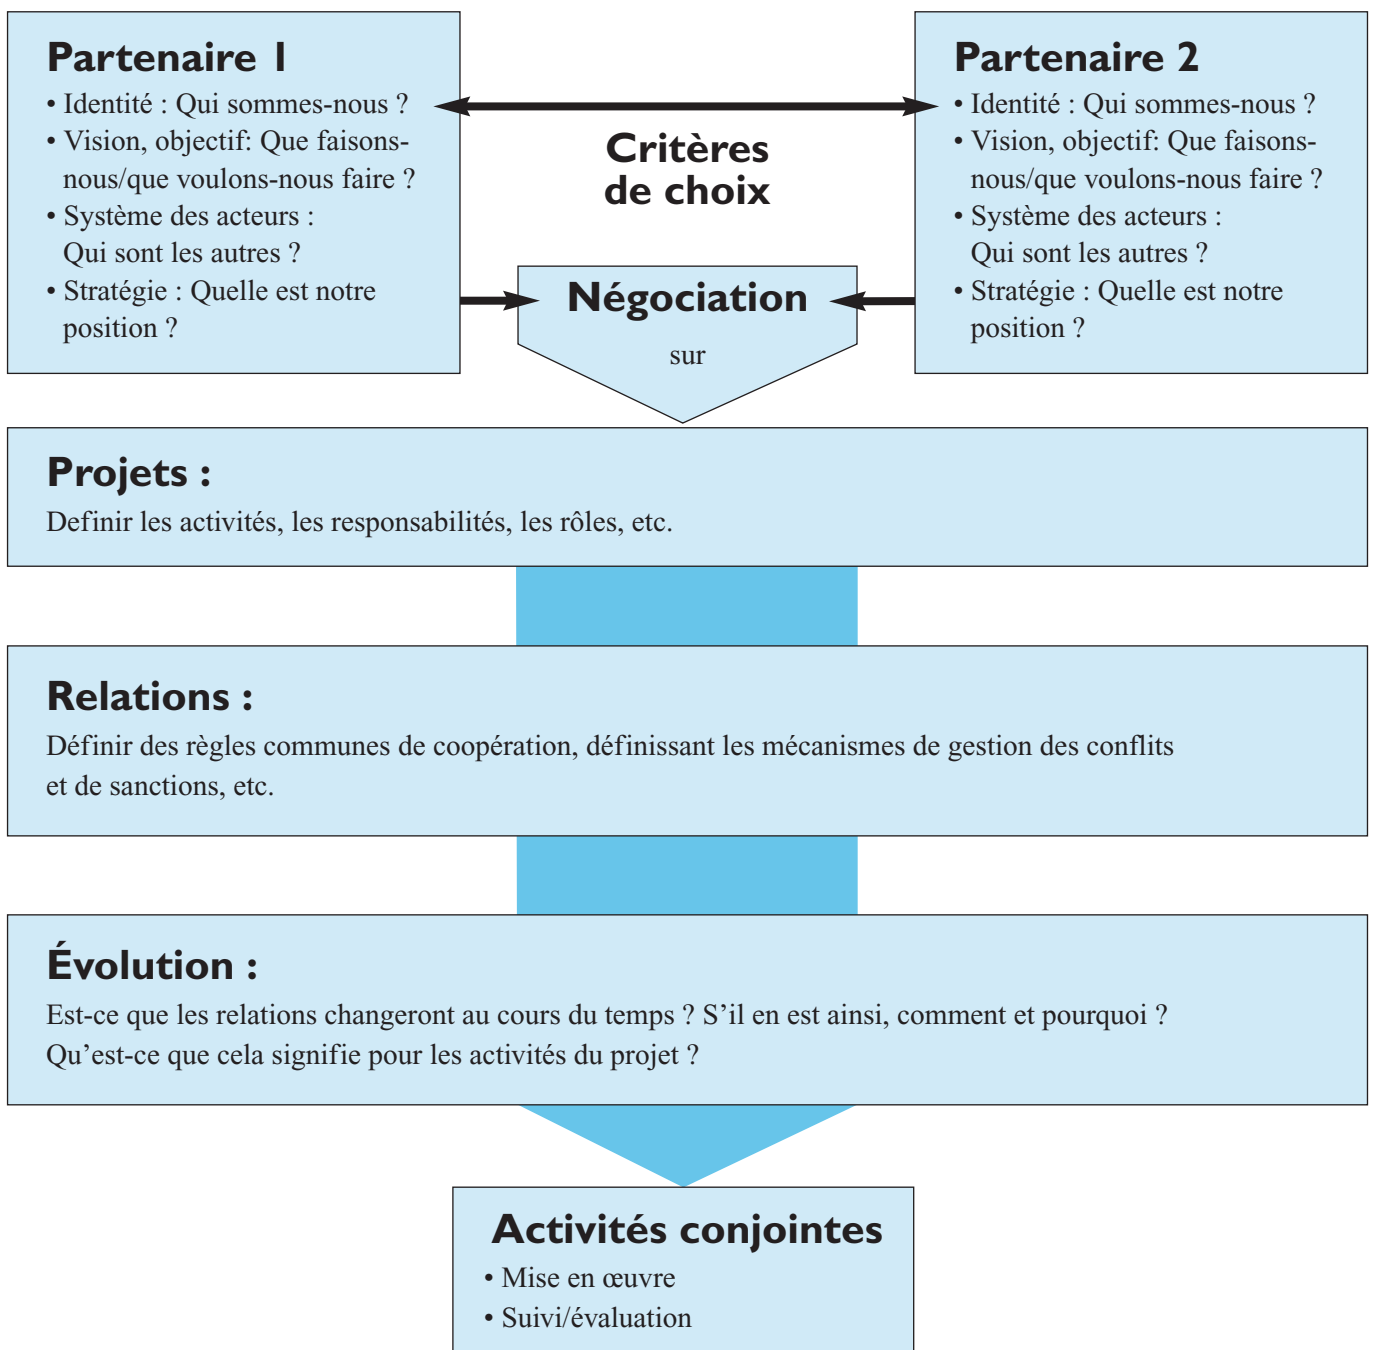 Partenaire 1
• Identité : Qui sommes-nous ?
• Vision, objectif: Que faisons-
nous/que voulons-nous faire ?
• Système des acteurs :
Qui sont les autres ?
• Stratégie : Quelle est notre
position ?
Critères
de choix
Partenaire 2
• Identité : Qui sommes-nous ?
• Vision, objectif: Que faisons-
nous/que voulons-nous faire ?
• Système des acteurs :
Qui sont les autres ?
• Stratégie : Quelle est notre
position ?
Négociation
sur
Projets :
Definir les activités, les responsabilités, les rôles, etc.
Relations :
Définir des règles communes de coopération, définissant les mécanismes de gestion des conflits
et de sanctions, etc.
Évolution :
Est-ce que les relations changeront au cours du temps ? S’il en est ainsi, comment et pourquoi ?
Qu’est-ce que cela signifie pour les activités du projet ?
Activités conjointes
• Mise en œuvre
• Suivi/évaluation